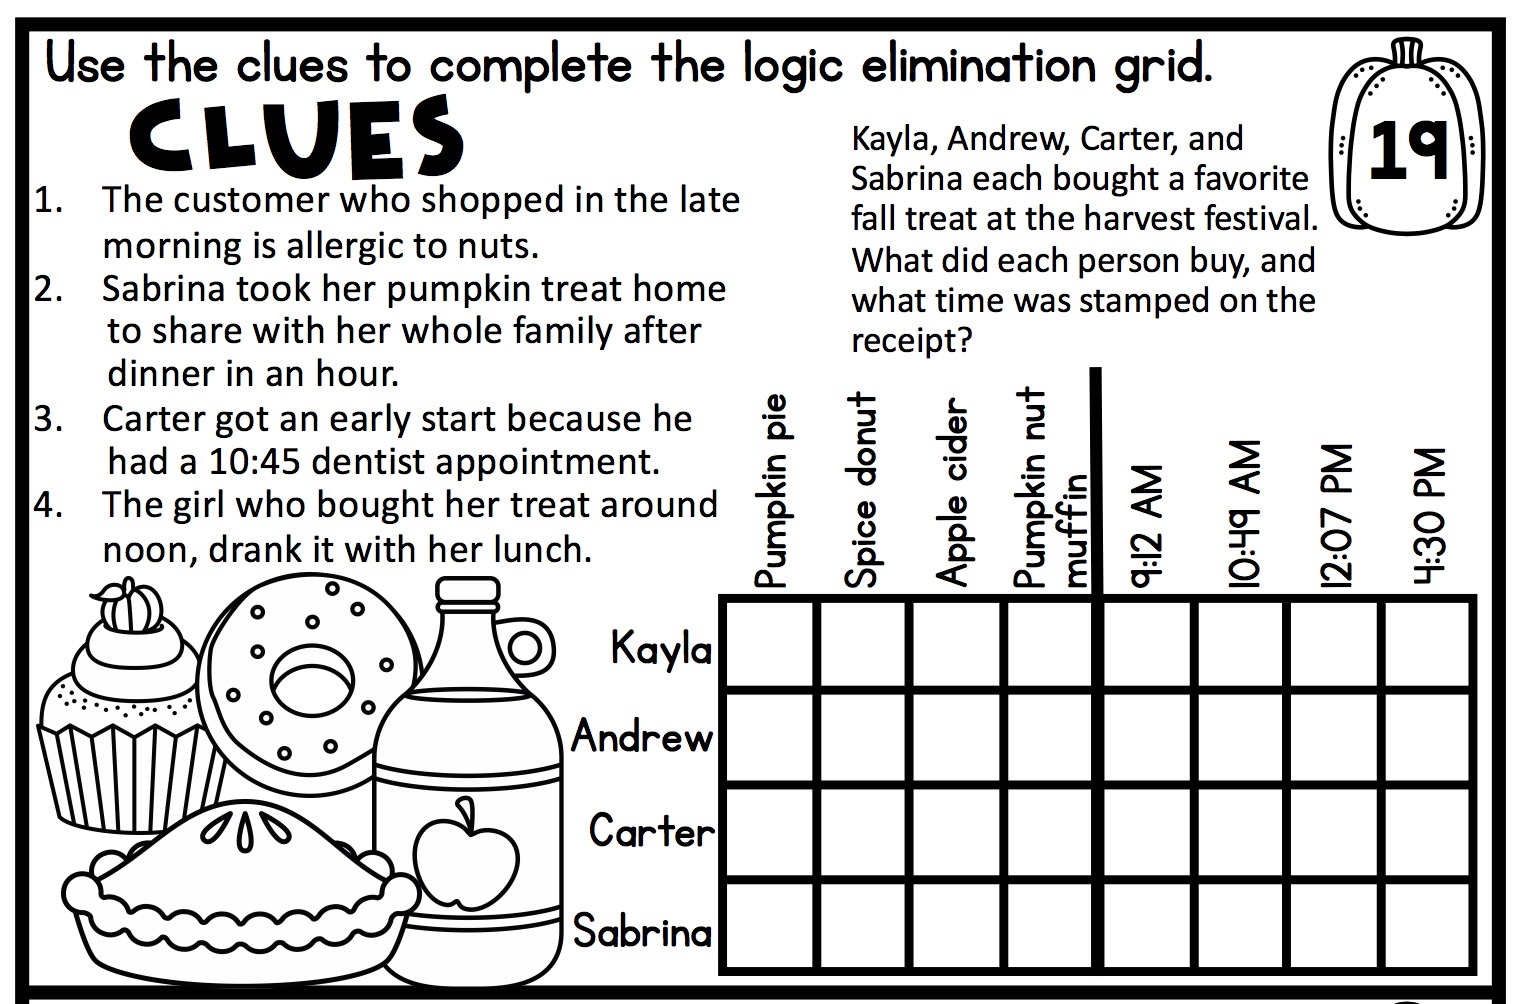 Use the clues to complete the logic elimination grid.
CLUES
19
1. The customer who shopped in the late
morning is allergic to nuts.
2. Sabrina took her pumpkin treat home
to share with her whole family after
dinner in an hour.
3. Carter got an early start because he
had a 10:45 dentist appointment.
4. The girl who bought her treat around
noon, drank it with her lunch.
Kayla, Andrew, Carter, and
Sabrina each bought a favorite
fall treat at the harvest festival.
What did each person buy, and
what time was stamped on the
receipt?
Pumpkin pie
Spice donut
Apple cider
Pumpkin nut
muffin
9:12 AM
10:49 AM
12:07 PM
4:30 PM
Kayla
Andrew
Carter
Sabrina